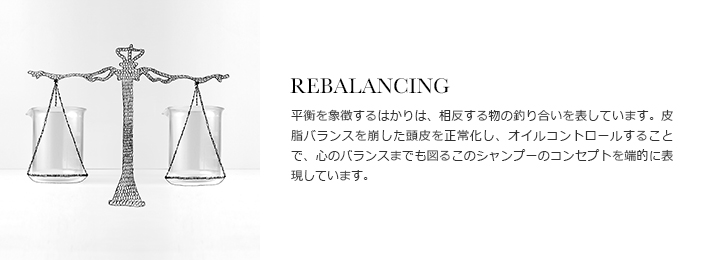 REBALANCING
平衡を象徴するはかりは、相反する物の釣り合いを表しています。皮
脂バランスを崩した頭皮を正常化し、オイルコントロールすること
で、心のバランスまでも図るこのシャンプーのコンセプトを端的に表
現しています。